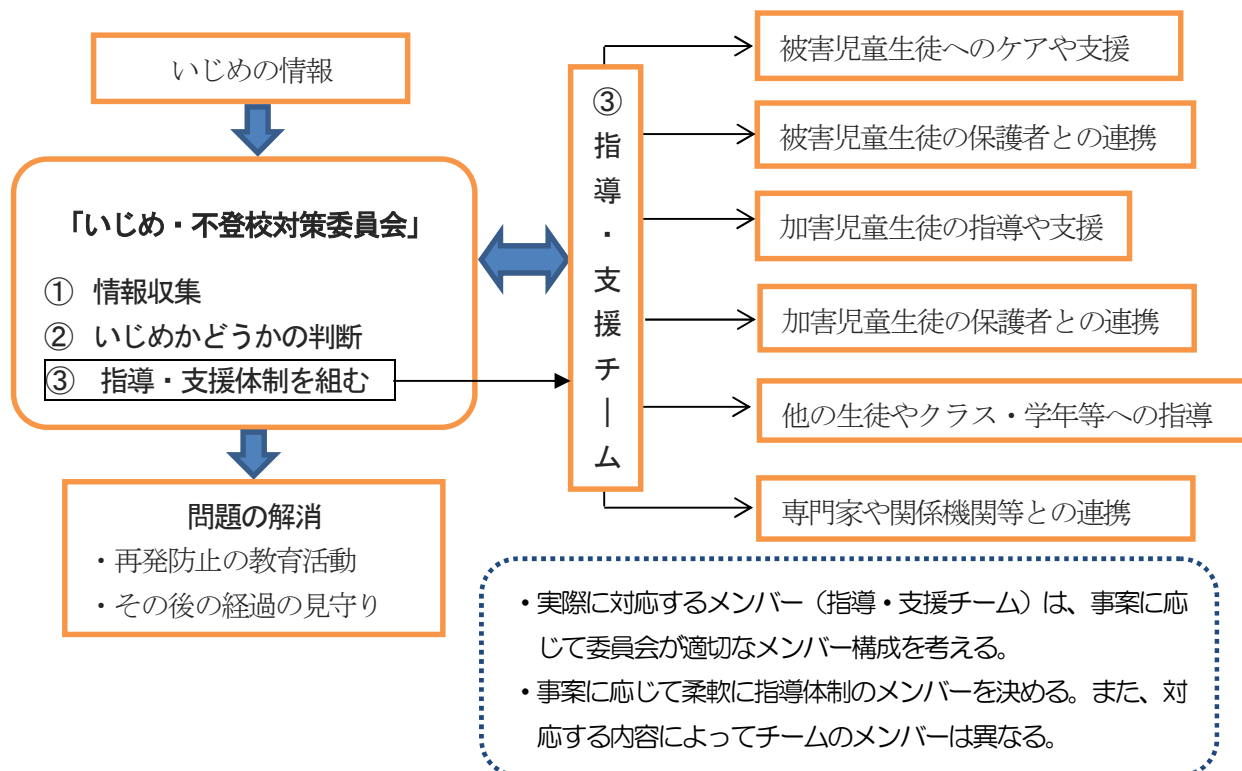 いじめの情報
「いじめ・不登校対策委員会」
① 情報収集
② いじめかどうかの判断
③ 指導・支援体制を組む
問題の解消
・再発防止の教育活動
・その後の経過の見守り
③指導・支援チーム
被害児童生徒へのケアや支援
被害児童生徒の保護者との連携
加害児童生徒の指導や支援
加害児童生徒の保護者との連携
他の生徒やクラス・学年等への指導
専門家や関係機関等との連携
・実際に対応するメンバー（指導・支援チーム）は、事案に応
じて委員会が適切なメンバー構成を考える。
・事案に応じて柔軟に指導体制のメンバーを決める。また、対
応する内容によってチームのメンバーは異なる。